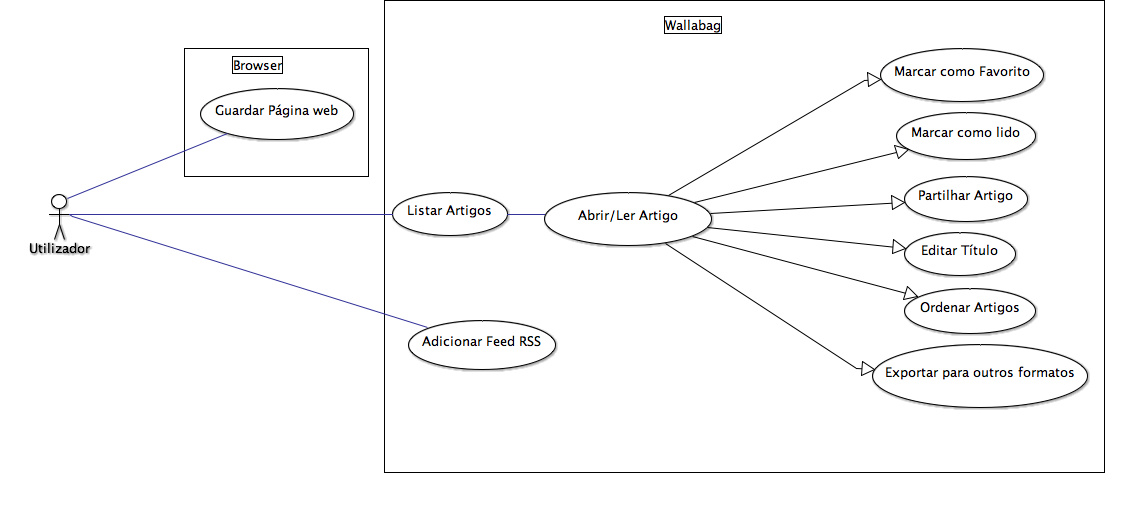 Wallabag
Browser
Guardar Página web
Utilizador
Listar Artigos
Abrir/Ler Artigo
Adicionar Feed RSS
Marcar como Favorito
Marcar como lido
Partilhar Artigo
Editar Título
Ordenar Artigos
Exportar para outros formatos